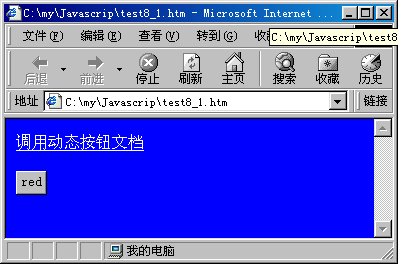 C:\my\Javascrip\test8_1.htm - Microsoft Internet ...
文件(F) 编辑(E) 查看(V) 转到(G) 收
C:\my\Javascrip\test8
后退 前进 停止 刷新 主页 搜索 收藏 历史
地址 C:\my\Javascrip\test8_1.htm 链接
调用动态按钮文档
red
我的电脑